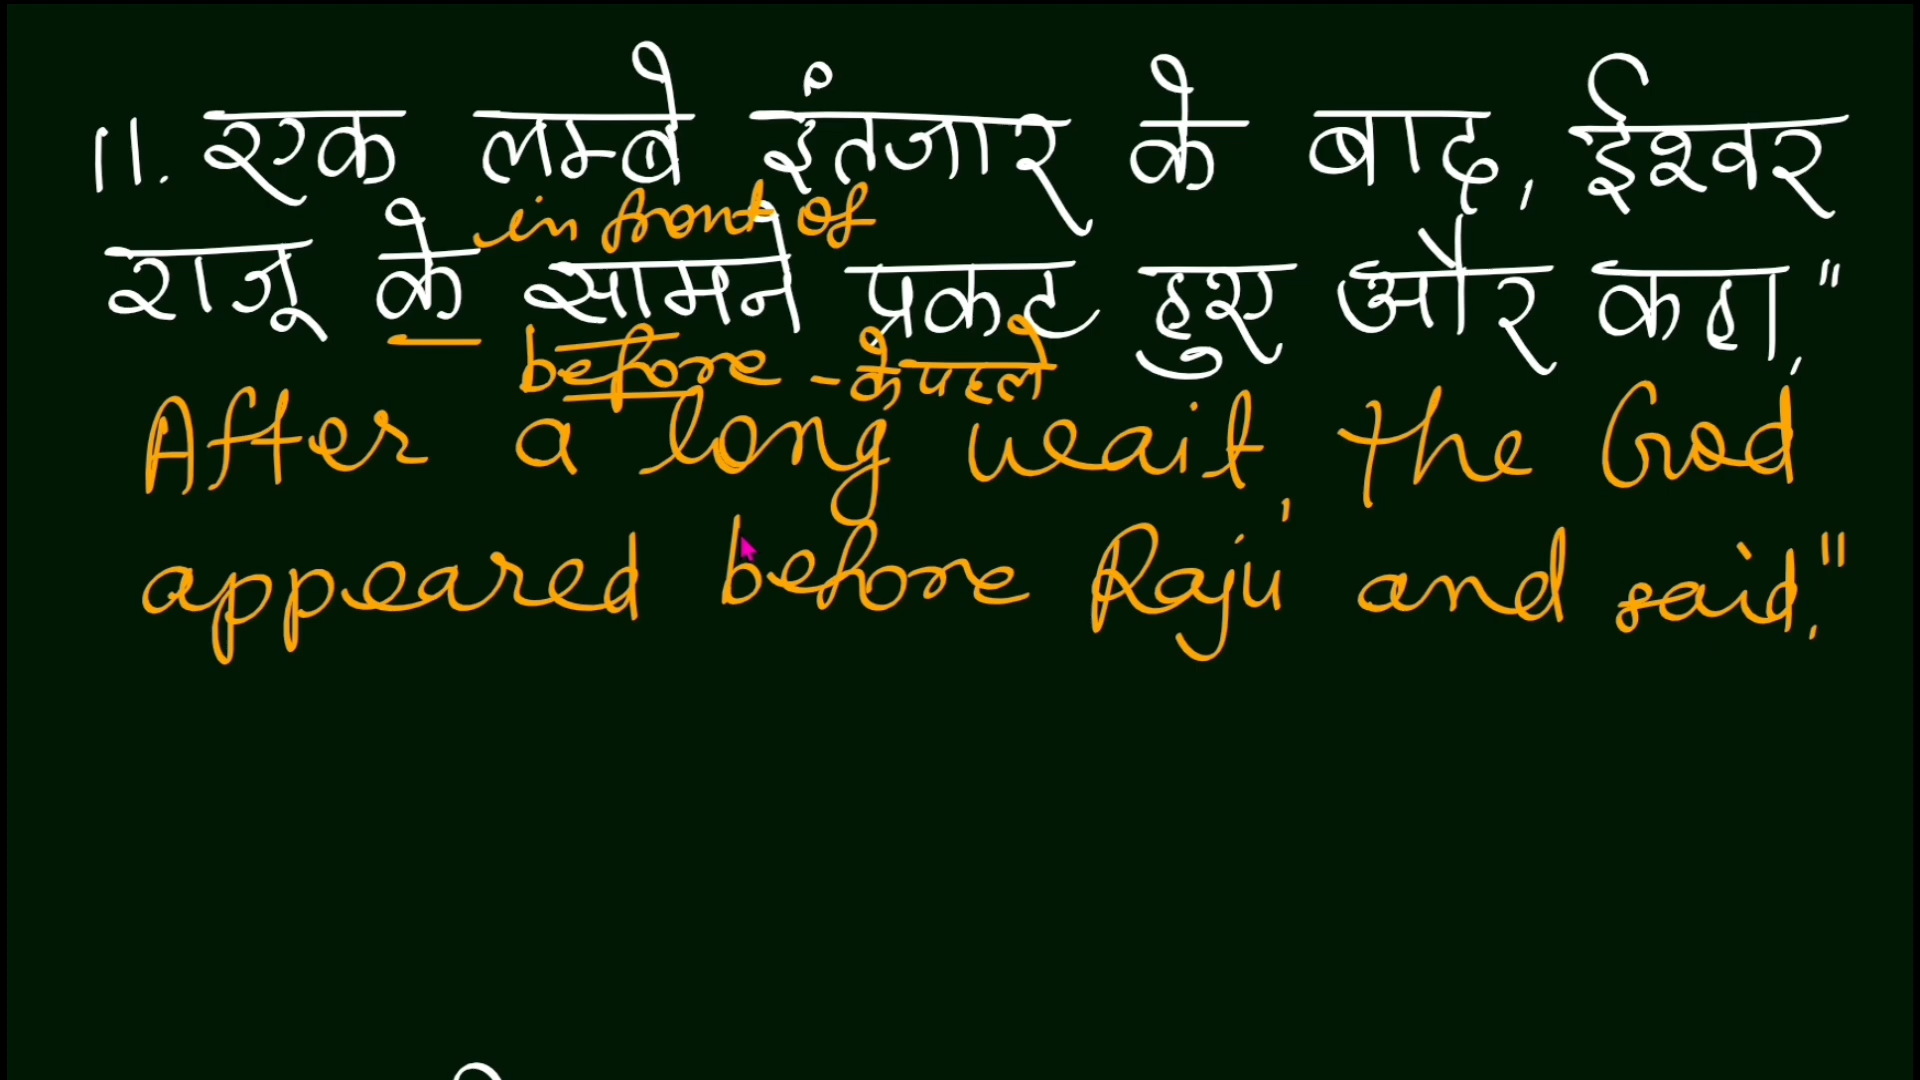 11. एक लम्बे इंतजार के बाद, ईश्वर
in front of
राजू के सामने प्रकट हुए और कहा,"
before - के पहले
After a long wait, the God
appeared before Raju and said,"